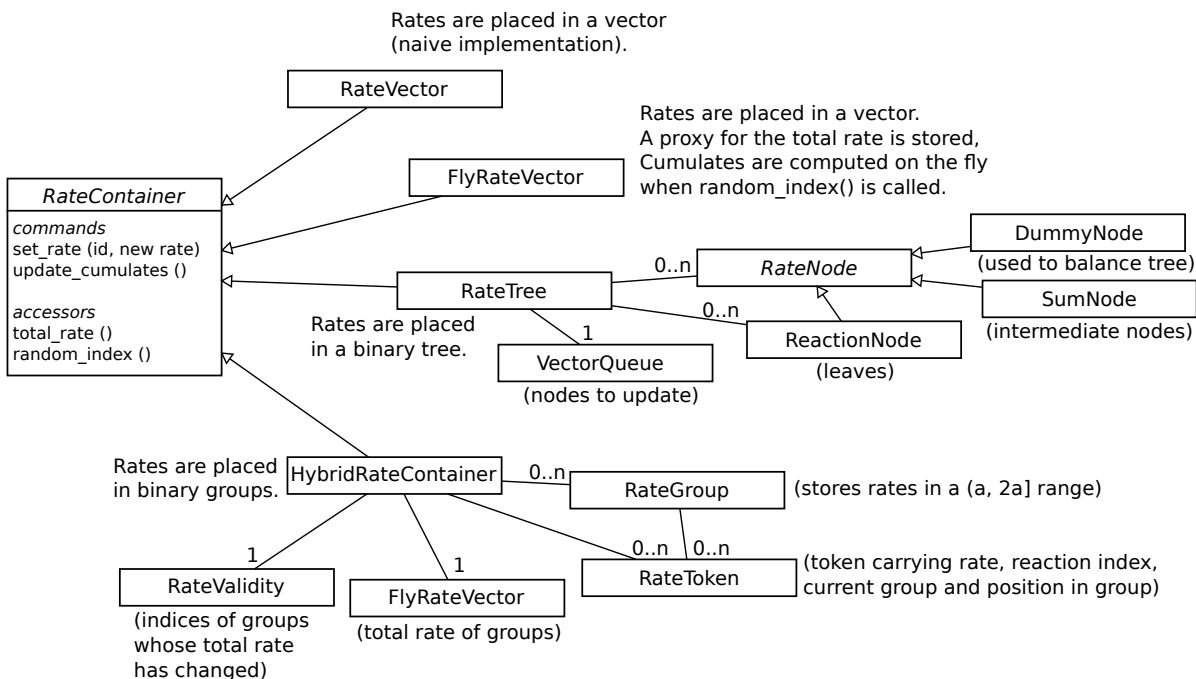 Rates are placed in a vector
(naive implementation).
RateVector
Rates are placed in a vector.
A proxy for the total rate is stored,
Cumulates are computed on the fly
when random_index() is called.
FlyRateVector
RateContainer
commands
set_rate (id, new rate)
update_cumulates ()
accessors
total_rate ()
random_index ()
DummyNode
(used to balance tree)
0..n
RateNode
RateTree
SumNode
(intermediate nodes)
Rates are placed
in a binary tree.
0..n
ReactionNode
(leaves)
1
VectorQueue
(nodes to update)
Rates are placed
in binary groups.
HybridRateContainer
0..n
RateGroup
(stores rates in a (a, 2a] range)
0..n
0..n
RateToken
(token carrying rate, reaction index,
current group and position in group)
1
RateValidity
(indices of groups
whose total rate
has changed)
1
FlyRateVector
(total rate of groups)